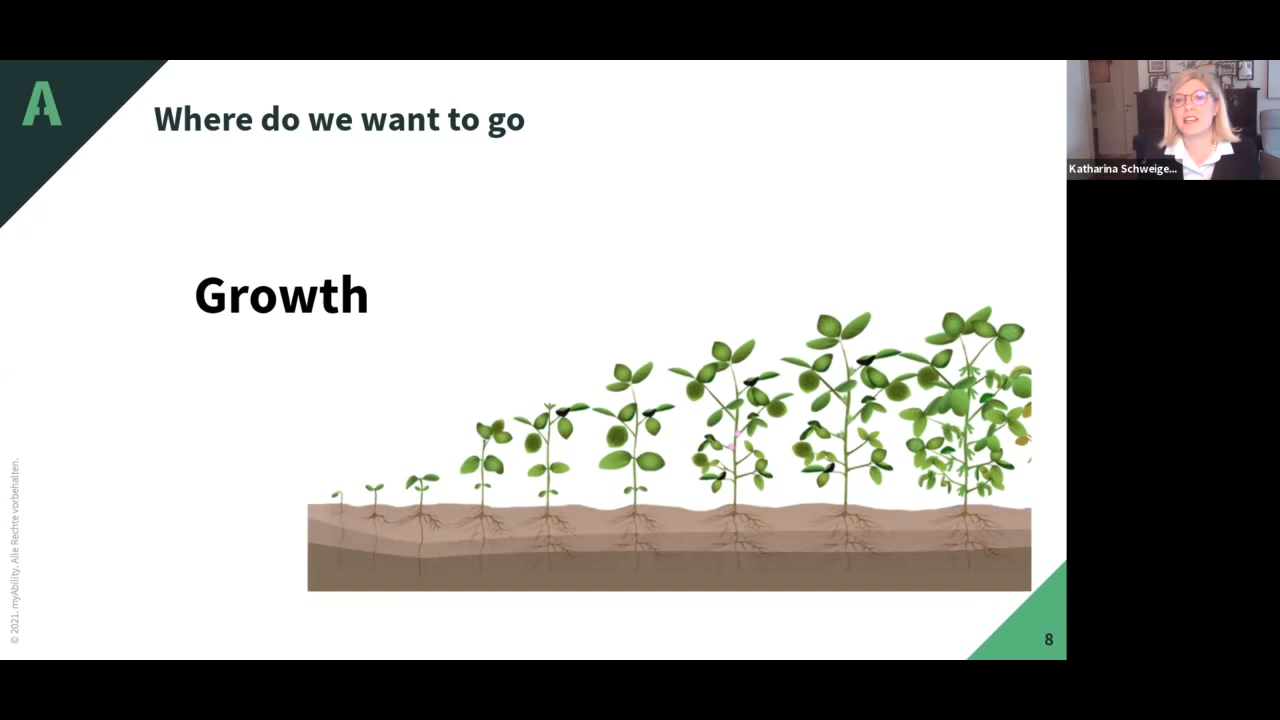 A
Where do we want to go
Growth
© 2021. myAbility. Alle Rechte vorbehalten.
8
Katharina Schweige...